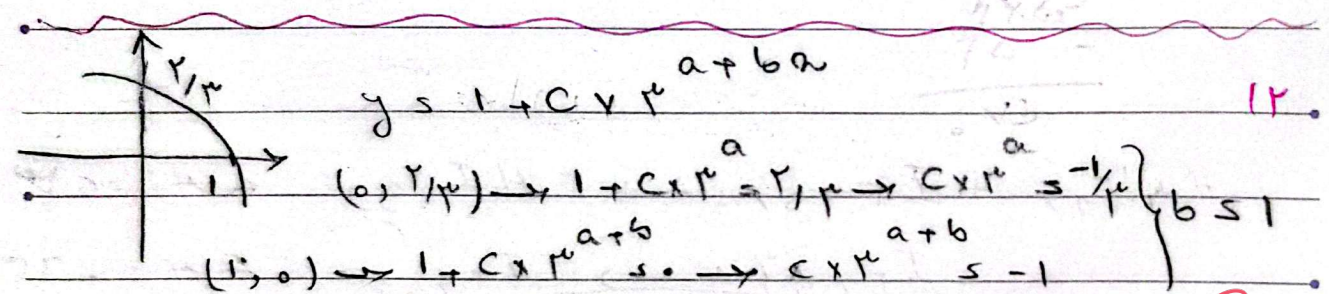 ۱۲
y = ۱ + C × ۳^(a + bx)
۲/۳
۱
(۰, ۲/۳) → ۱ + C × ۳^a = ۲/۳ → C × ۳^a = -۱/۳
(۱, ۰) → ۱ + C × ۳^(a + b) = ۰ → C × ۳^(a + b) = -۱
} b = ۱